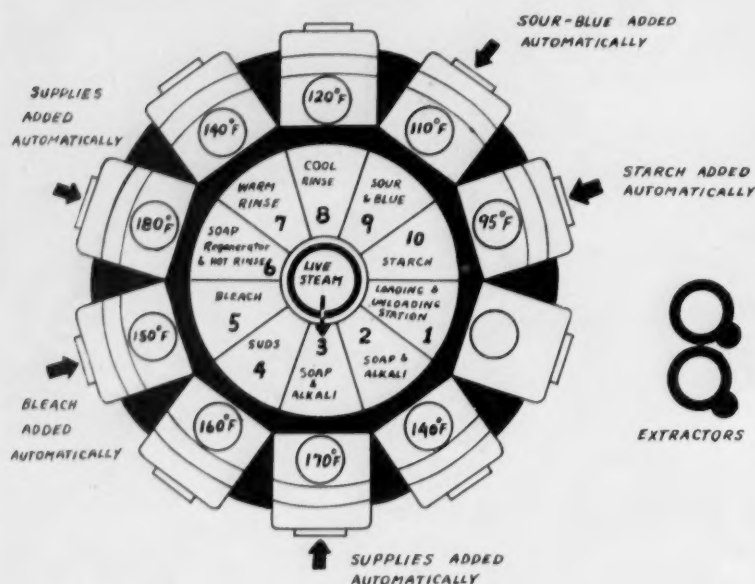 SOUR-BLUE ADDED
AUTOMATICALLY
SUPPLIES
ADDED
AUTOMATICALLY
STARCH ADDED
AUTOMATICALLY
120°F
140°F
110°F
180°F
95°F
150°F
160°F
140°F
170°F
COOL
RINSE
8
WARM
RINSE
7
SOUR
& BLUE
9
SOAP
Regenerator
& HOT RINSE
6
10
STARCH
LIVE
STEAM
BLEACH
5
LOADING &
UNLOADING
STATION
1
SUDS
4
3
SOAP
&
ALKALI
2
SOAP &
ALKALI
BLEACH
ADDED
AUTOMATICALLY
EXTRACTORS
SUPPLIES ADDED
AUTOMATICALLY